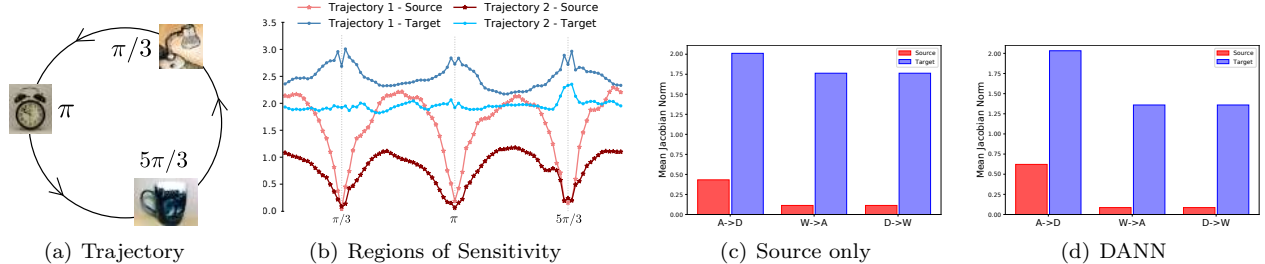 π/3
π
5π/3
(a) Trajectory
Trajectory 1 - Source
Trajectory 1 - Target
Trajectory 2 - Source
Trajectory 2 - Target
3.5
3.0
2.5
2.0
1.5
1.0
0.5
0.0
π/3
π
5π/3
(b) Regions of Sensitivity
Mean Jacobian Norm
2.00
1.75
1.50
1.25
1.00
0.75
0.50
0.25
0.00
Source
Target
A->D
W->A
D->W
(c) Source only
Mean Jacobian Norm
2.00
1.75
1.50
1.25
1.00
0.75
0.50
0.25
0.00
Source
Target
A->D
W->A
D->W
(d) DANN